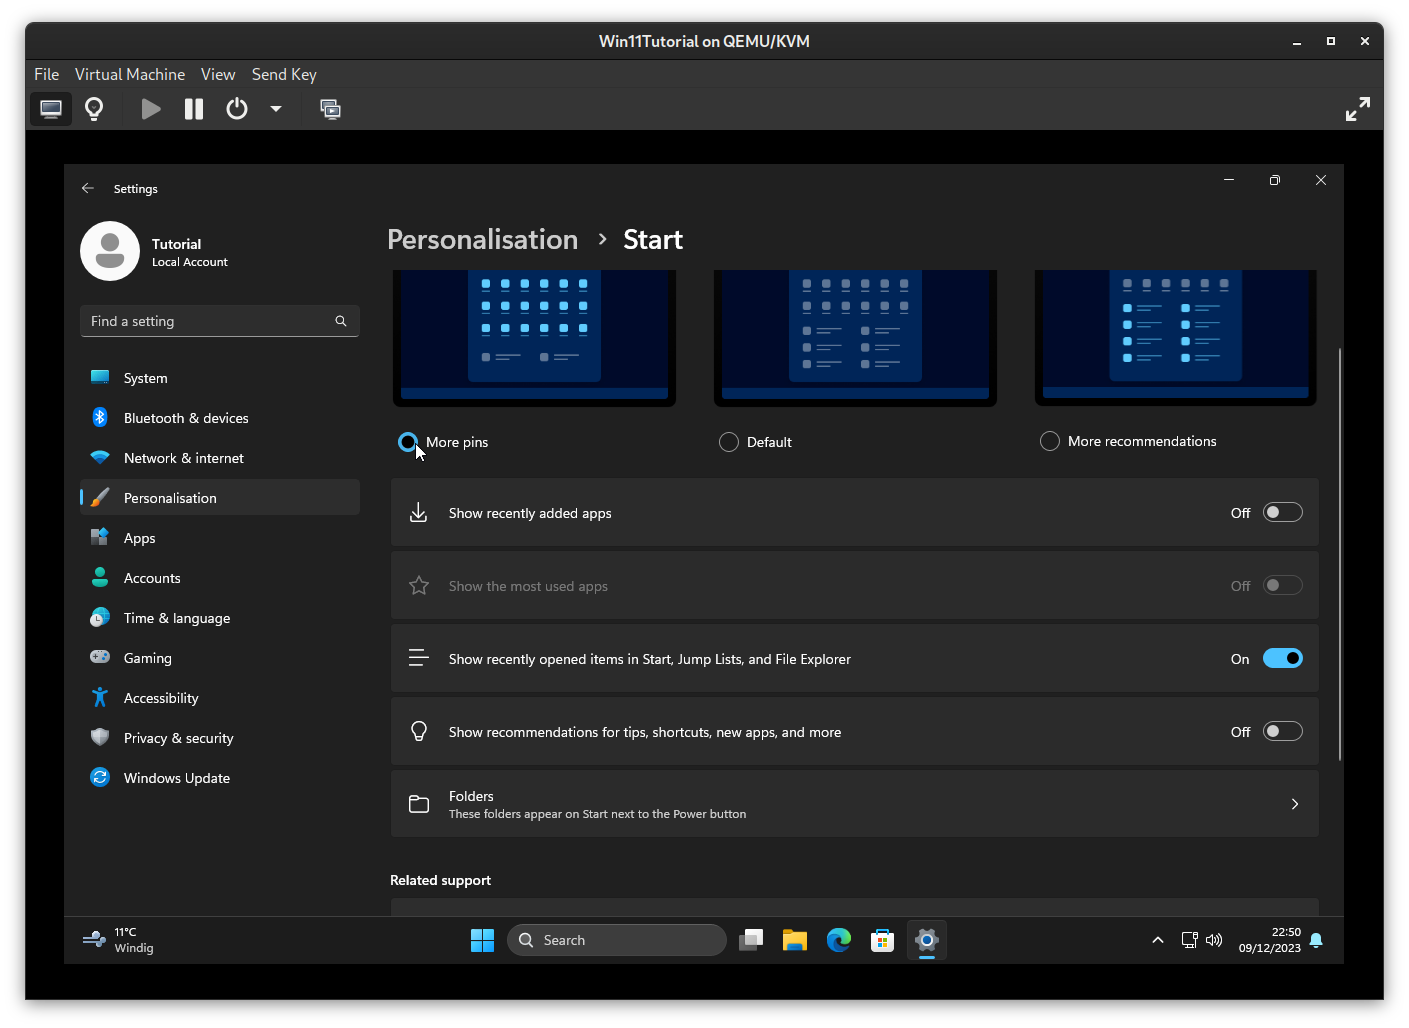 Win11Tutorial on QEMU/KVM
File Virtual Machine View Send Key
Settings
Tutorial
Local Account
Find a setting
System
Bluetooth & devices
Network & internet
Personalisation
Apps
Accounts
Time & language
Gaming
Accessibility
Privacy & security
Windows Update
Personalisation > Start
More pins
Default
More recommendations
Show recently added apps
Off
Show the most used apps
Off
Show recently opened items in Start, Jump Lists, and File Explorer
On
Show recommendations for tips, shortcuts, new apps, and more
Off
Folders
These folders appear on Start next to the Power button
Related support
11°C
Windig
Search
22:50
09/12/2023